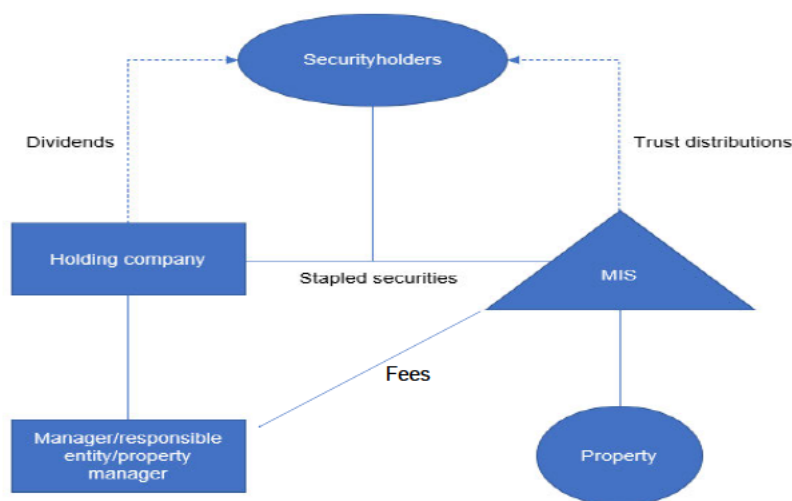 Securityholders
Dividends
Trust distributions
Holding company
Stapled securities
MIS
Fees
Manager/responsible
entity/property
manager
Property